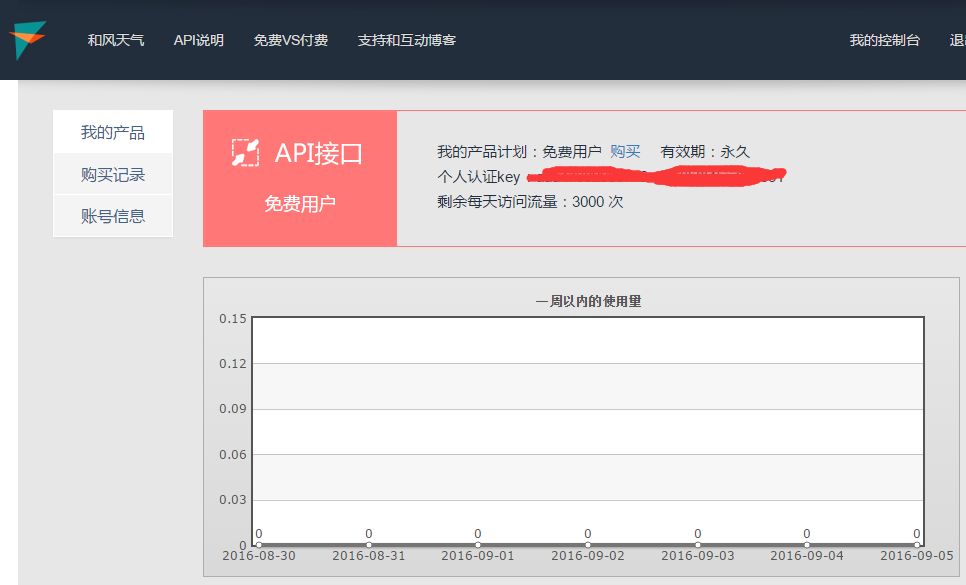 和风天气 API说明 免费VS付费 支持和互动博客 我的控制台
我的产品
购买记录
账号信息
API接口
免费用户
我的产品计划：免费用户 购买 有效期：永久
个人认证key
剩余每天访问流量：3000 次
一周以内的使用量
0.15
0.12
0.09
0.06
0.03
0
0 0 0 0 0 0 0
2016-08-30 2016-08-31 2016-09-01 2016-09-02 2016-09-03 2016-09-04 2016-09-05